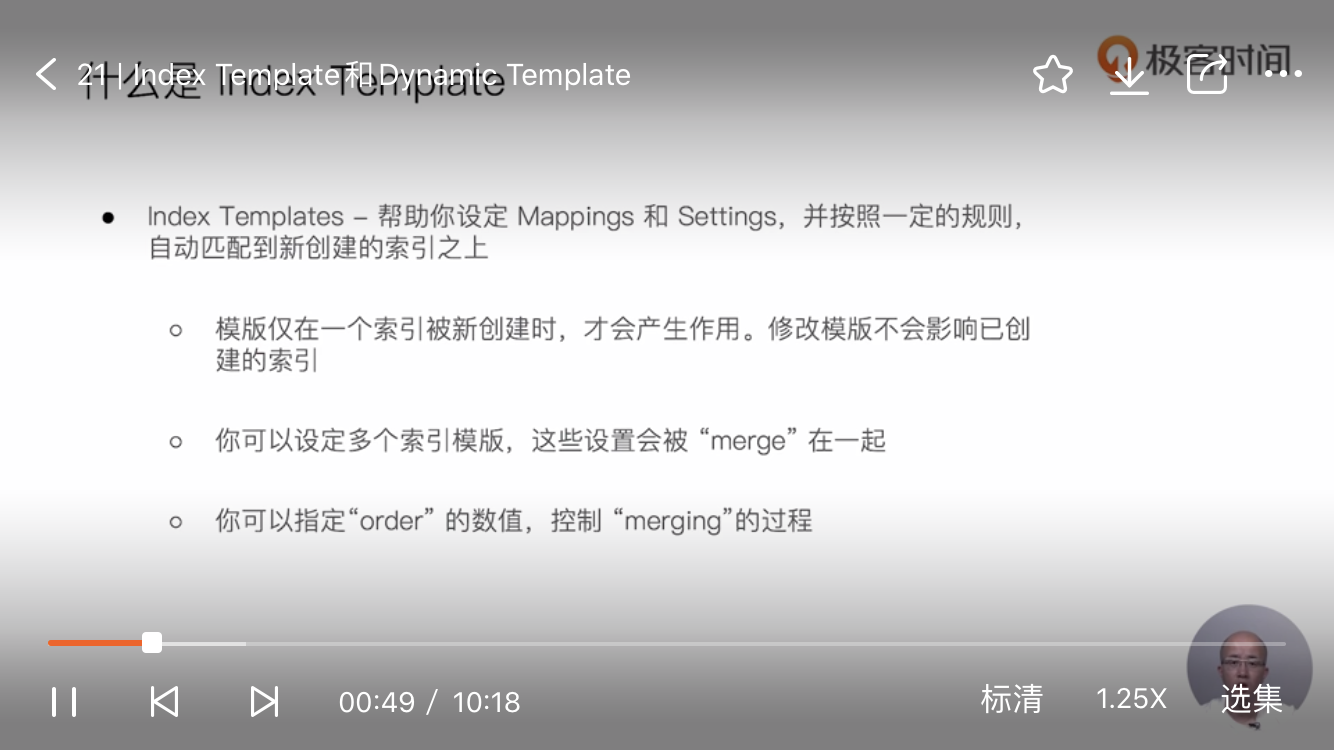 21 | Index Template和Dynamic Template
什么是 Index Template
极客时间
Index Templates – 帮助你设定 Mappings 和 Settings，并按照一定的规则，
自动匹配到新创建的索引之上
模版仅在一个索引被新创建时，才会产生作用。修改模版不会影响已创
建的索引
你可以设定多个索引模版，这些设置会被 “merge” 在一起
你可以指定“order” 的数值，控制 “merging”的过程
00:49 / 10:18
标清
1.25X
选集